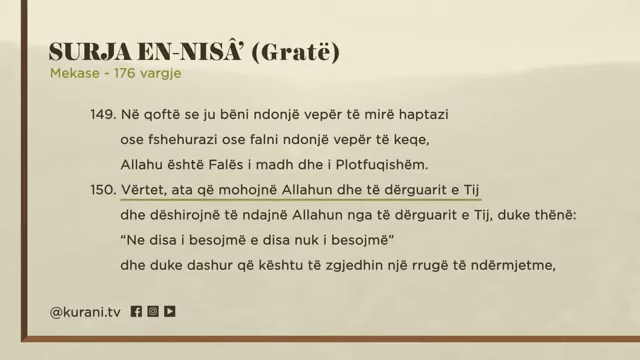 SURJA EN-NISÂ’ (Gratë)
Mekase - 176 vargje
149. Në qoftë se ju bëni ndonjë vepër të mirë haptazi
ose fshehurazi ose falni ndonjë vepër të keqe,
Allahu është Falës i madh dhe i Plotfuqishëm.
150. Vërtet, ata që mohojnë Allahun dhe të dërguarit e Tij
dhe dëshirojnë të ndajnë Allahun nga të dërguarit e Tij, duke thënë:
“Ne disa i besojmë e disa nuk i besojmë”
dhe duke dashur që kështu të zgjedhin një rrugë të ndërmjetme,
@kurani.tv